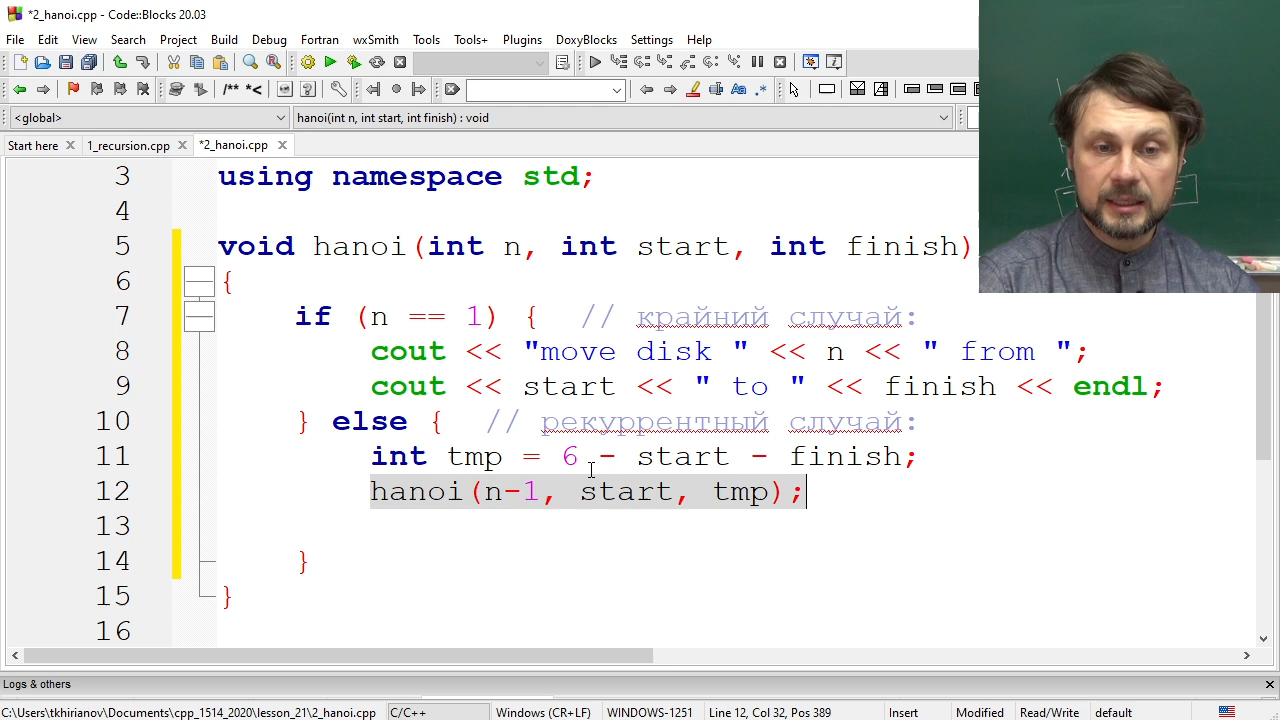 *2_hanoi.cpp - Code::Blocks 20.03
File Edit View Search Project Build Debug Fortran wxSmith Tools Tools+ Plugins DoxyBlocks Settings Help
/** *<
<global> hanoi(int n, int start, int finish) : void
Start here 1_recursion.cpp *2_hanoi.cpp
3 using namespace std;
4
5 void hanoi(int n, int start, int finish)
6 {
7 if (n == 1) { // крайний случай:
8 cout << "move disk " << n << " from ";
9 cout << start << " to " << finish << endl;
10 } else { // рекуррентный случай:
11 int tmp = 6 - start - finish;
12 hanoi(n-1, start, tmp);
13
14 }
15 }
16
Logs & others
C:\Users\tkhirianov\Documents\cpp_1514_2020\lesson_21\2_hanoi.cpp C/C++ Windows (CR+LF) WINDOWS-1251 Line 12, Col 32, Pos 389 Insert Modified Read/Write default